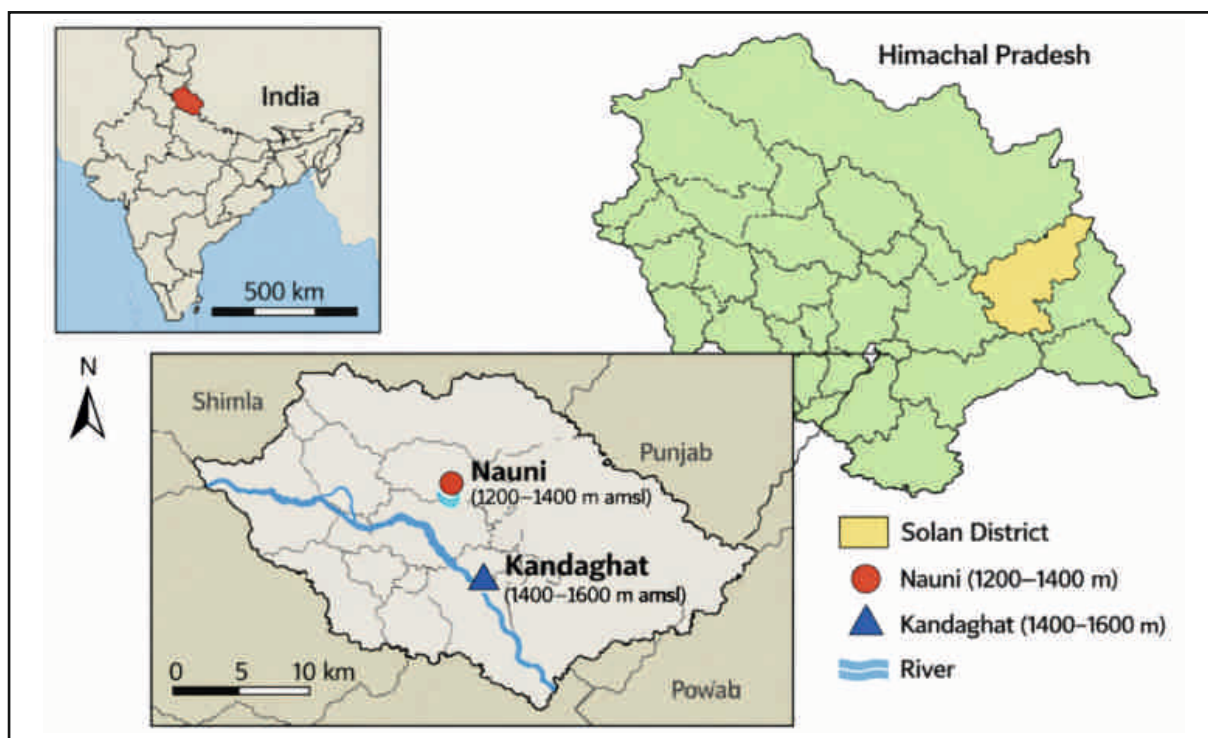 India
500 km
Himachal Pradesh
N
Shimla
Punjab
Nauni
(1200–1400 m amsl)
Kandaghat
(1400–1600 m amsl)
0 5 10 km
Powab
Solan District
Nauni (1200–1400 m)
Kandaghat (1400–1600 m)
River